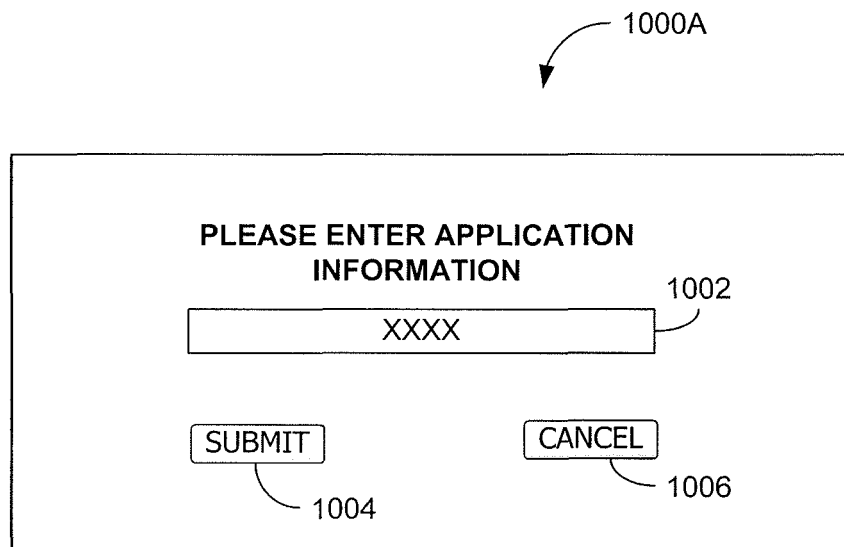 1000A
PLEASE ENTER APPLICATION
INFORMATION
1002
XXXX
SUBMIT
CANCEL
1004
1006